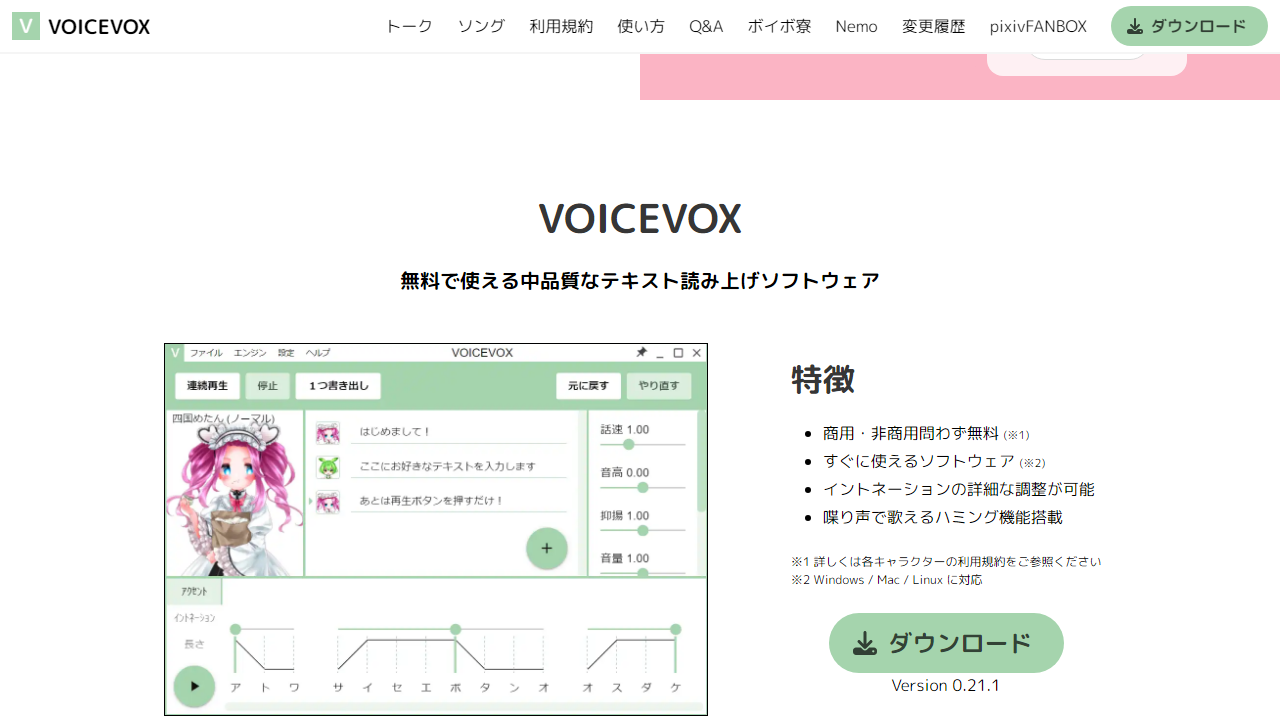 VOICEVOX トーク ソング 利用規約 使い方 Q&A ボイボ寮 Nemo 変更履歴 pixivFANBOX ダウンロード
VOICEVOX
無料で使える中品質なテキスト読み上げソフトウェア
V ファイル エンジン 設定 ヘルプ VOICEVOX
連続再生 停止 1つ書き出し 元に戻す やり直す
四国めたん (ノーマル)
はじめまして！
ここにお好きなテキストを入力します
あとは再生ボタンを押すだけ！
話速 1.00
音高 0.00
抑揚 1.00
音量 1.00
アクセント
イントネーション
長さ
ア ト ワ サ イ セ エ ボ タ ン オ オ ス ダ ケ
特徴
商用・非商用問わず無料 (※1)
すぐに使えるソフトウェア (※2)
イントネーションの詳細な調整が可能
喋り声で歌えるハミング機能搭載
※1 詳しくは各キャラクターの利用規約をご参照ください
※2 Windows / Mac / Linux に対応
ダウンロード
Version 0.21.1